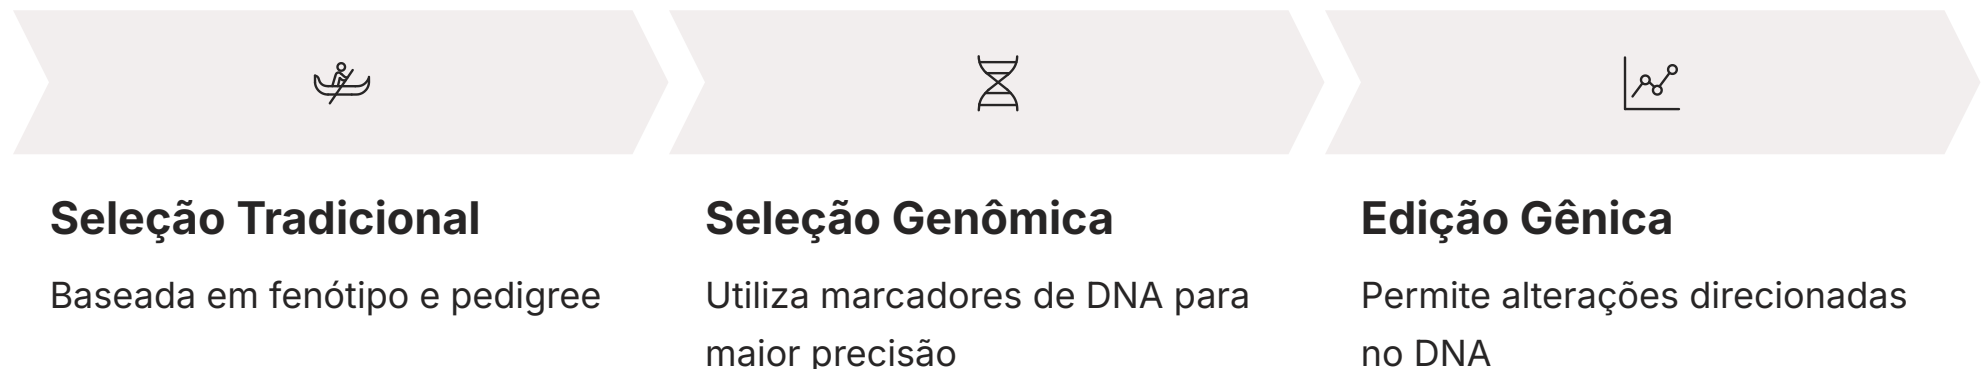 Seleção Tradicional
Baseada em fenótipo e pedigree
Seleção Genômica
Utiliza marcadores de DNA para
maior precisão
Edição Gênica
Permite alterações direcionadas
no DNA